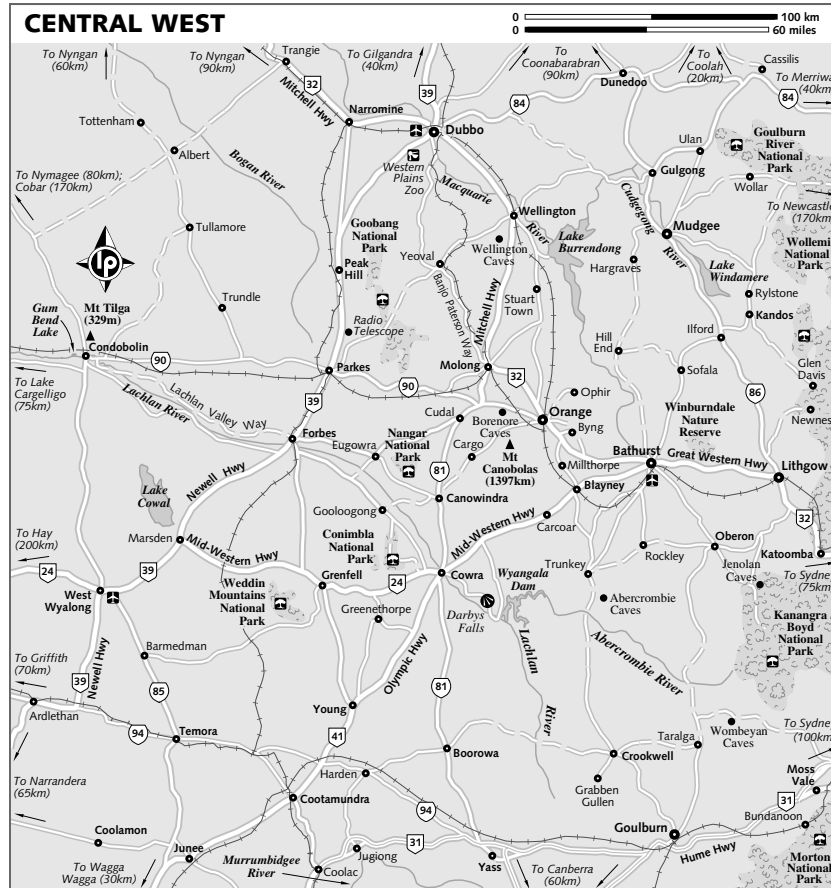 CENTRAL WEST
0 100 km
0 60 miles
To Nyngan
(60km)
To Nyngan
(90km)
Trangie
To Gilgandra
(40km)
To
Coonabarabran
(90km)
To
Coolah
(20km)
Cassilis
To Merriwa
(40km)
32
Mitchell Hwy
39
Dunedoo
84
84
Narromine
Tottenham
Dubbo
Ulan
Goulburn
River
National
Park
Albert
Bogan River
Western
Plains
Zoo
Macquarie
River
Gulgong
Wollar
To Nymagee (80km);
Cobar (170km)
Cudgegong
River
To Newcastle
(170km)
Tullamore
Goobang
National
Park
Wellington
Mudgee
Lake
Burrendong
Wollemi
National
Park
lp
Yeoval
Wellington
Caves
Hargraves
Lake
Windamere
Peak
Hill
Banjo Paterson Way
Mitchell Hwy
Stuart
Town
Rylstone
Gum
Bend
Lake
Mt Tilga
(329m)
Trundle
Kandos
Radio
Telescope
Hill
End
Ilford
Condobolin
90
Parkes
Molong
32
Sofala
Glen
Davis
To Lake
Cargelligo
(75km)
Lachlan River
Lachlan Valley Way
39
90
Ophir
86
Cudal
Borenore
Caves
Orange
Winburndale
Nature
Reserve
Newnes
Forbes
Eugowra
Nangar
National
Park
Cargo
Mt
Canobolas
(1397km)
Byng
Bathurst
Great Western Hwy
Lithgow
Newell Hwy
81
Millthorpe
Lake
Cowal
Canowindra
Blayney
Gooloogong
Mid-Western Hwy
Carcoar
32
To Hay
(200km)
Marsden
Mid-Western Hwy
Conimbla
National
Park
Rockley
Oberon
Katoomba
24
39
Trunkey
Jenolan
Caves
To Sydney
(75km)
West
Wyalong
Weddin
Mountains
National
Park
Grenfell
24
Cowra
Wyangala
Dam
Abercrombie
Caves
Greenethorpe
Darbys
Falls
Kanangra
Boyd
National
Park
Newell Hwy
Barmedman
Olympic Hwy
Lachlan
River
Abercrombie River
To Griffith
(70km)
39
85
81
Ardlethan
Young
94
Temora
41
Boorowa
Taralga
Wombeyan
Caves
To Sydney
(100km)
Crookwell
To Narrandera
(65km)
Harden
Grabben
Gullen
Moss
Vale
Cootamundra
94
31
Coolamon
Goulburn
Bundanoon
Junee
Jugiong
31
Hume Hwy
To Wagga
Wagga (30km)
Murrumbidgee
River
Coolac
Yass
To Canberra
(60km)
Morton
National
Park